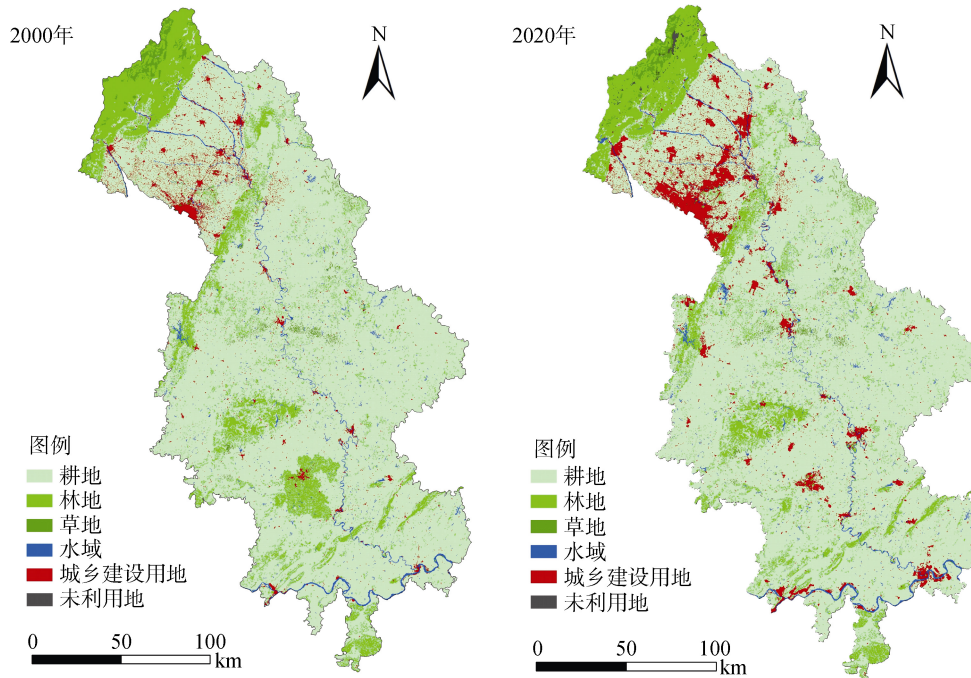 2000年
N
图例
耕地
林地
草地
水域
城乡建设用地
未利用地
0 50 100
km
2020年
N
图例
耕地
林地
草地
水域
城乡建设用地
未利用地
0 50 100
km